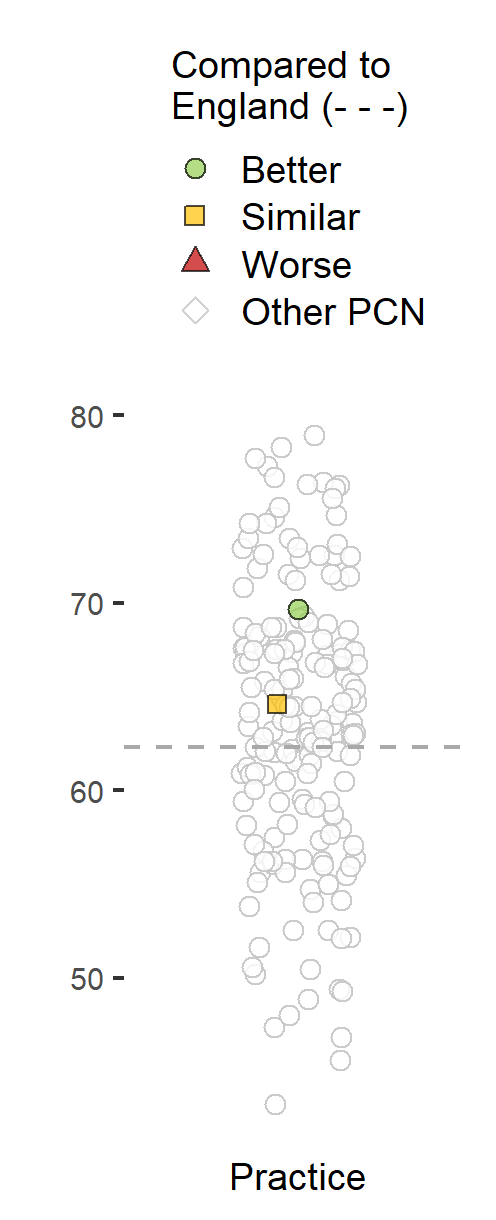 Compared to
England (- - -)
Better
Similar
Worse
Other PCN
80
70
60
50
Practice